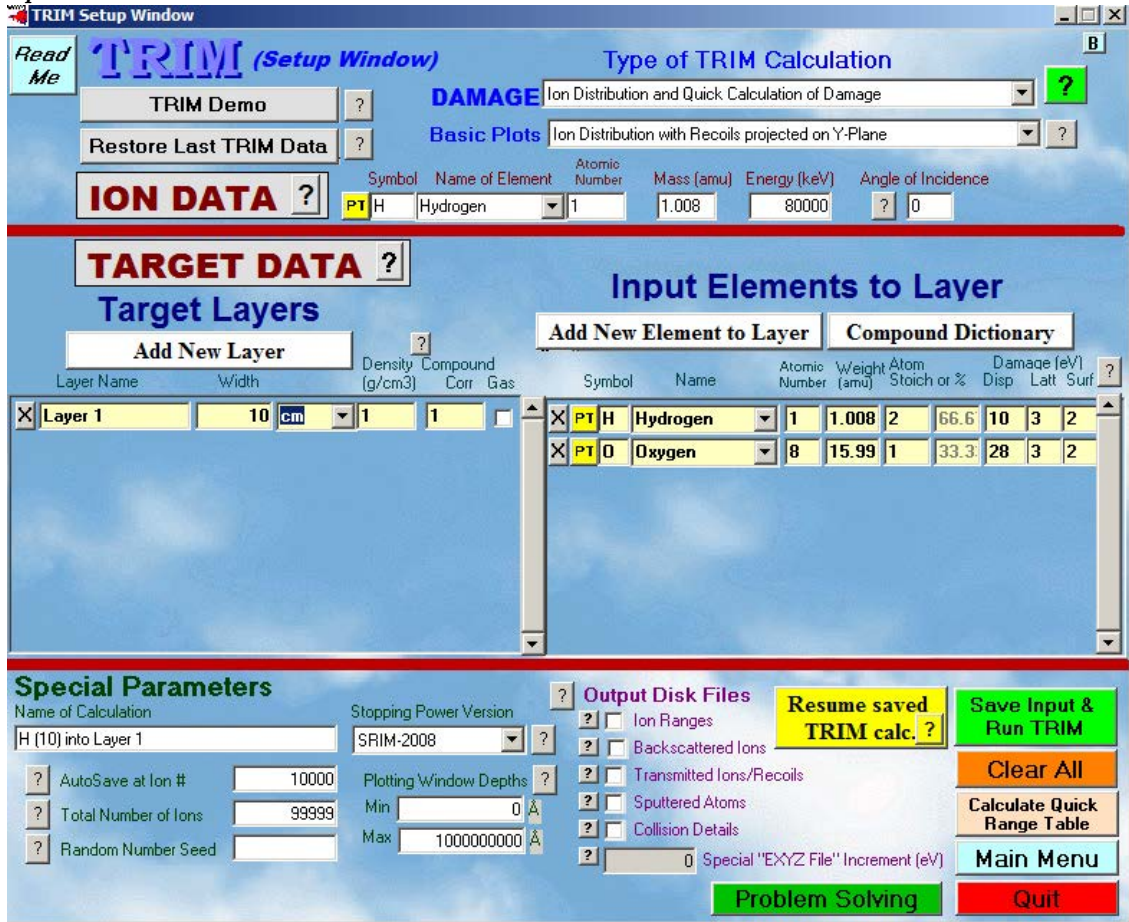 TRIM Setup Window
Read Me
TRIM (Setup Window)
Type of TRIM Calculation
B
TRIM Demo ?
DAMAGE Ion Distribution and Quick Calculation of Damage ?
Restore Last TRIM Data ?
Basic Plots Ion Distribution with Recoils projected on Y-Plane ?
ION DATA ?
Symbol Name of Element Atomic Number Mass (amu) Energy (keV) Angle of Incidence
PT H Hydrogen 1 1.008 80000 ? 0
TARGET DATA ?
Target Layers
Input Elements to Layer
Add New Layer
?
Add New Element to Layer Compound Dictionary
Layer Name Width Density (g/cm3) Compound Corr Gas
Symbol Name Atomic Number Weight (amu) Atom Stoich or % Damage (eV) Disp Latt Surf ?
X Layer 1 10 cm 1 1
X PT H Hydrogen 1 1.008 2 66.6 10 3 2
X PT O Oxygen 8 15.99 1 33.3 28 3 2
Special Parameters
Name of Calculation
H (10) into Layer 1
Stopping Power Version
SRIM-2008 ?
? AutoSave at Ion # 10000
? Total Number of Ions 99999
? Random Number Seed
Plotting Window Depths ?
Min 0 Å
Max 1000000000 Å
? Output Disk Files
? Ion Ranges
? Backscattered Ions
? Transmitted Ions/Recoils
? Sputtered Atoms
? Collision Details
? 0 Special "EXYZ File" Increment (eV)
Resume saved
TRIM calc. ?
Save Input &
Run TRIM
Clear All
Calculate Quick
Range Table
Main Menu
Problem Solving
Quit